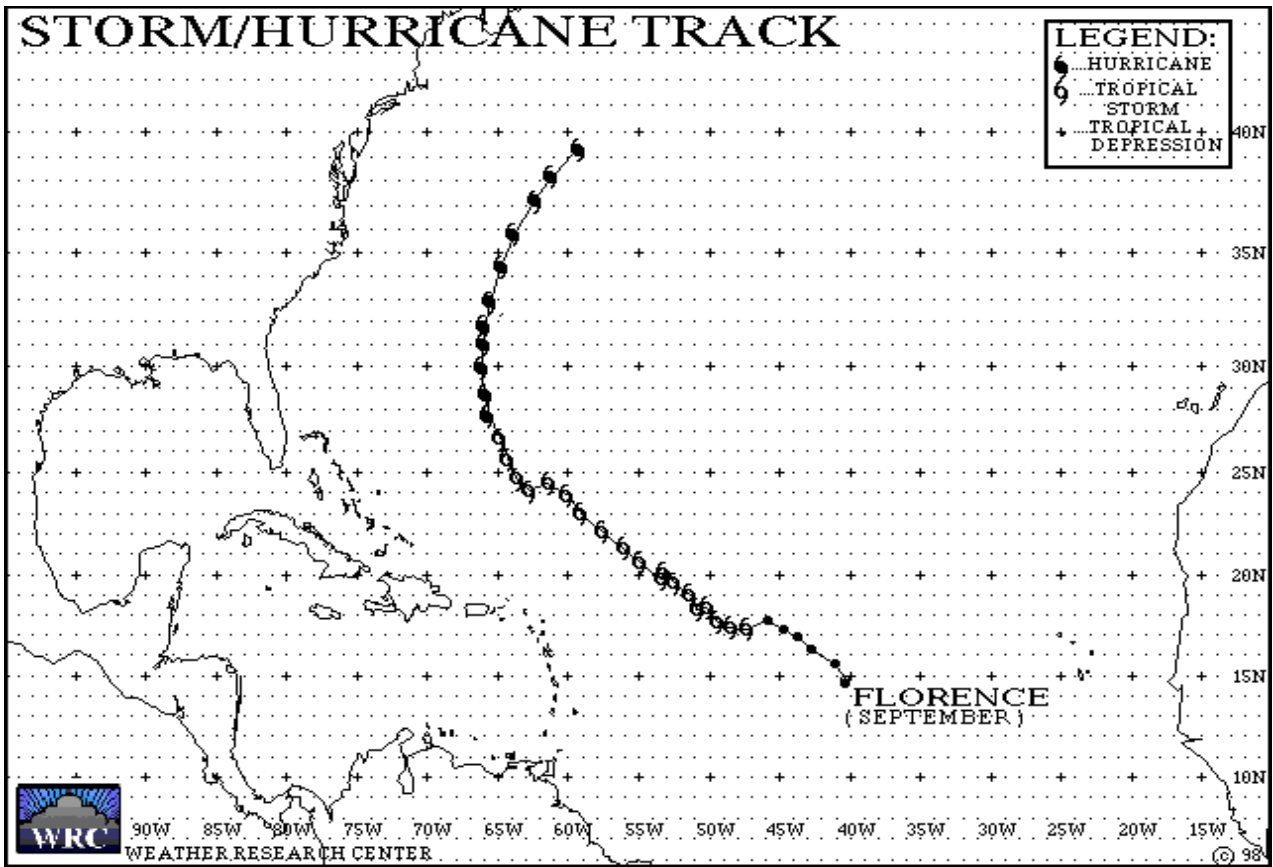 STORM/HURRICANE TRACK
LEGEND:
...HURRICANE
...TROPICAL
STORM
...TROPICAL
DEPRESSION
40N
35N
30N
25N
20N
15N
10N
FLORENCE
(SEPTEMBER)
90W 85W 80W 75W 70W 65W 60W 55W 50W 45W 40W 35W 30W 25W 20W 15W
WRC
WEATHER RESEARCH CENTER
© 98